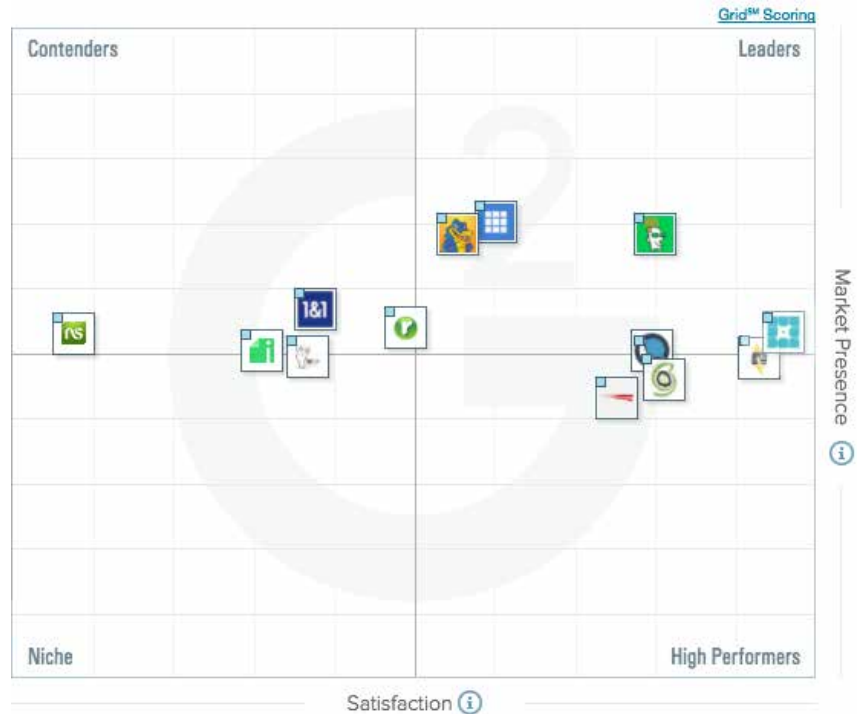 Grid℠ Scoring
Contenders
Leaders
1&1
ns
Market Presence
i
Niche
High Performers
Satisfaction i